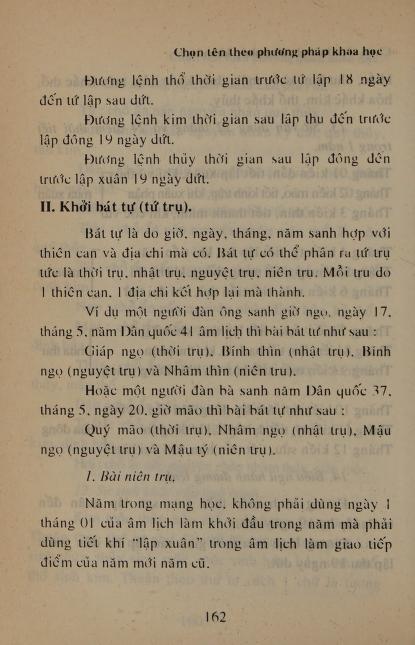 Chọn tên theo phương pháp khoa học
Đương lệnh thổ thời gian trước tứ lập 18 ngày
đến tứ lập sau dứt.
Đương lệnh kim thời gian sau lập thu đến trước
lập đông 19 ngày dứt.
Đương lệnh thủy thời gian sau lập đông đến
trước lập xuân 19 ngày dứt.
II. Khởi bát tự (tứ trụ).
Bát tự là do giờ, ngày, tháng, năm sanh hợp với
thiên can và địa chi mà có. Bát tự có thể phân ra tứ trụ
tức là thời trụ, nhật trụ, nguyệt trụ, niên trụ. Mỗi trụ do
1 thiên can, 1 địa chi kết hợp lại mà thành.
Ví dụ một người đàn ông sanh giờ ngọ, ngày 17,
tháng 5, năm Dân quốc 41 âm lịch thì bài bát tự như sau :
Giáp ngọ (thời trụ), Bính thìn (nhật trụ), Bính
ngọ (nguyệt trụ) và Nhâm thìn (niên trụ).
Hoặc một người đàn bà sanh năm Dân quốc 37,
tháng 5, ngày 20, giờ mão thì bài bát tự như sau :
Quý mão (thời trụ), Nhâm ngọ (nhật trụ), Mậu
ngọ (nguyệt trụ) và Mậu tý (niên trụ).
1. Bài niên trụ.
Năm trong mạng học, không phải dùng ngày 1
tháng 01 của âm lịch làm khởi đầu trong năm mà phải
dùng tiết khí “lập xuân” trong âm lịch làm giao tiếp
điểm của năm mới năm cũ.
162